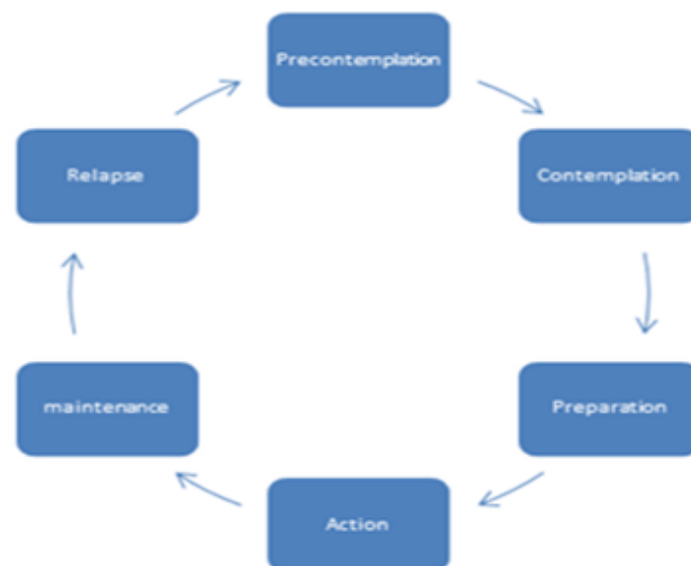 Precontemplation
Contemplation
Preparation
Action
maintenance
Relapse